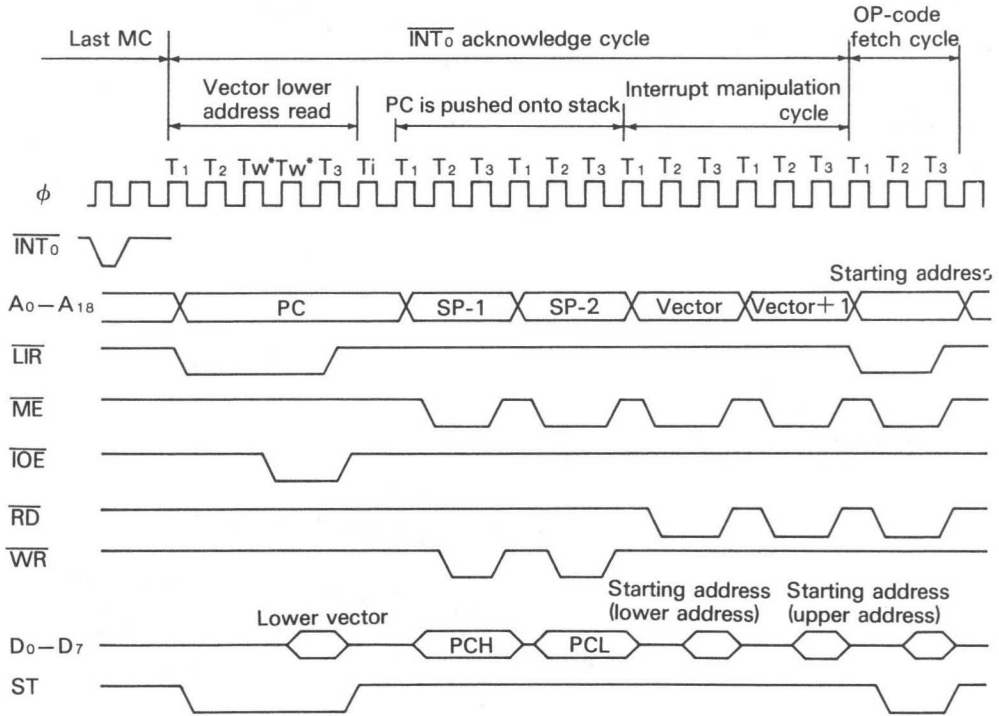 Last MC
INT₀ acknowledge cycle
OP-code
fetch cycle
Vector lower
address read
PC is pushed onto stack
Interrupt manipulation
cycle
T₁ T₂ Tw* Tw* T₃ Ti T₁ T₂ T₃ T₁ T₂ T₃ T₁ T₂ T₃ T₁ T₂ T₃ T₁ T₂ T₃
φ
INT₀
Starting address
A₀—A₁₈ PC SP-1 SP-2 Vector Vector+1
LIR
ME
IOE
RD
WR
Lower vector
Starting address
(lower address)
Starting address
(upper address)
D₀—D₇ PCH PCL
ST